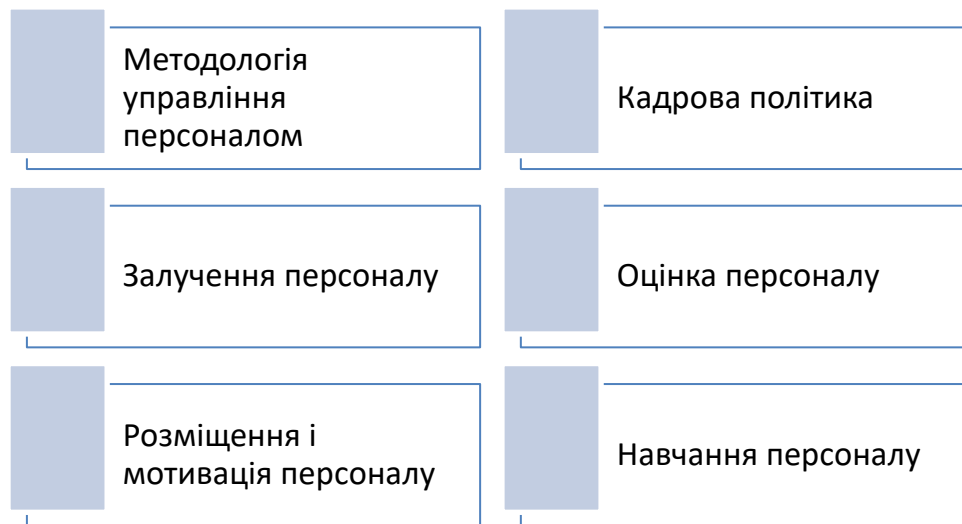 Методологія
управління
персоналом
Кадрова політика
Залучення персоналу
Оцінка персоналу
Розміщення і
мотивація персоналу
Навчання персоналу